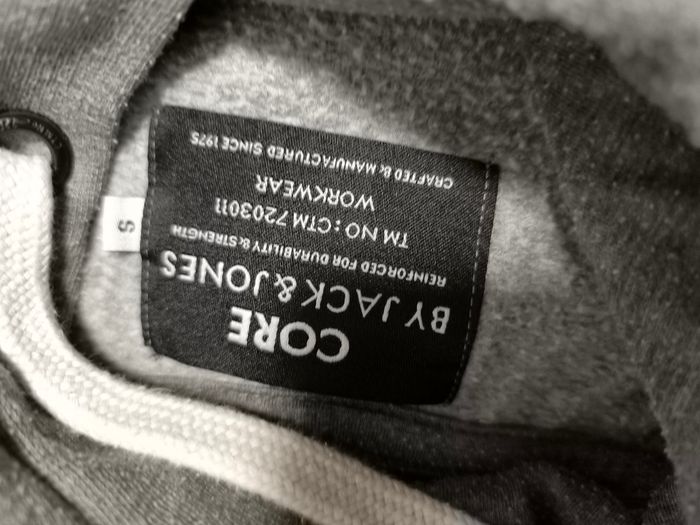 CORE
BY JACK & JONES
REINFORCED FOR DURABILITY & STRENGTH
TM NO: CTM 7203011
WORKWEAR
CRAFTED & MANUFACTURED SINCE 1975
S